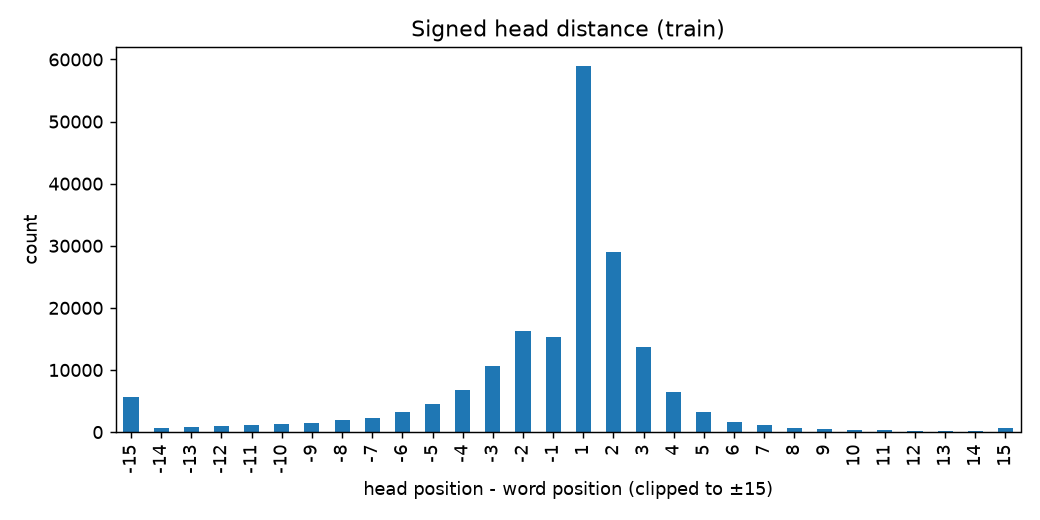 Signed head distance (train)
60000
50000
40000
30000
20000
10000
0
count
-15 -14 -13 -12 -11 -10 -9 -8 -7 -6 -5 -4 -3 -2 -1 1 2 3 4 5 6 7 8 9 10 11 12 13 14 15
head position - word position (clipped to ±15)